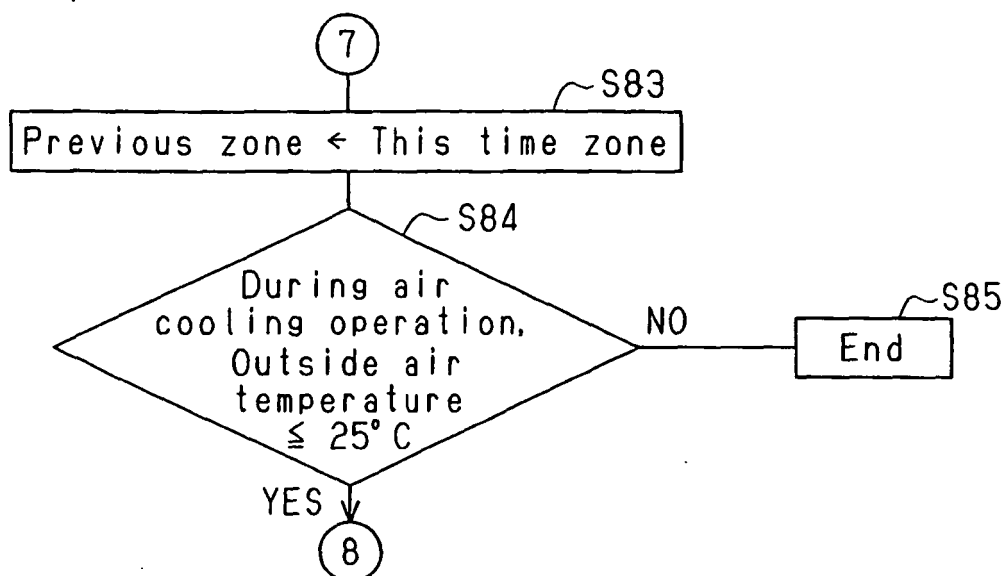 7
S83
Previous zone ← This time zone
S84
During air
cooling operation,
Outside air
temperature
≦ 25°C
NO
S85
End
YES
8